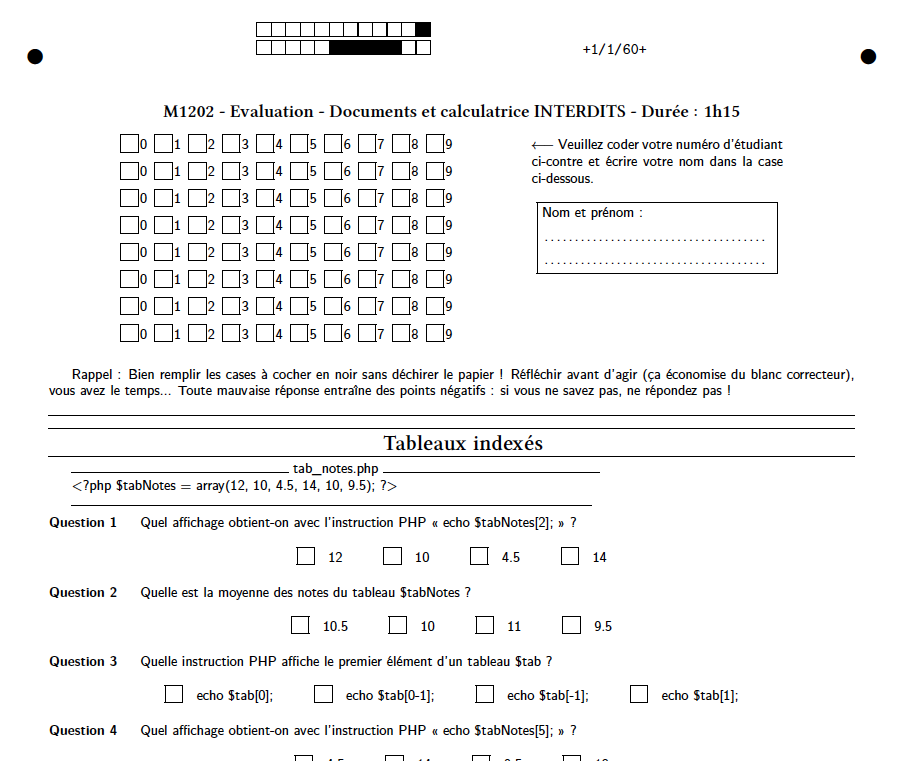 +1/1/60+
M1202 - Evaluation - Documents et calculatrice INTERDITS - Durée : 1h15
0 1 2 3 4 5 6 7 8 9
0 1 2 3 4 5 6 7 8 9
0 1 2 3 4 5 6 7 8 9
0 1 2 3 4 5 6 7 8 9
0 1 2 3 4 5 6 7 8 9
0 1 2 3 4 5 6 7 8 9
0 1 2 3 4 5 6 7 8 9
0 1 2 3 4 5 6 7 8 9
← Veuillez coder votre numéro d'étudiant
ci-contre et écrire votre nom dans la case
ci-dessous.
Nom et prénom :
Rappel : Bien remplir les cases à cocher en noir sans déchirer le papier ! Réfléchir avant d'agir (ça économise du blanc correcteur),
vous avez le temps... Toute mauvaise réponse entraîne des points négatifs : si vous ne savez pas, ne répondez pas !
Tableaux indexés
tab_notes.php
<?php $tabNotes = array(12, 10, 4.5, 14, 10, 9.5); ?>
Question 1 Quel affichage obtient-on avec l'instruction PHP « echo $tabNotes[2]; » ?
12 10 4.5 14
Question 2 Quelle est la moyenne des notes du tableau $tabNotes ?
10.5 10 11 9.5
Question 3 Quelle instruction PHP affiche le premier élément d'un tableau $tab ?
echo $tab[0]; echo $tab[0-1]; echo $tab[-1]; echo $tab[1];
Question 4 Quel affichage obtient-on avec l'instruction PHP « echo $tabNotes[5]; » ?